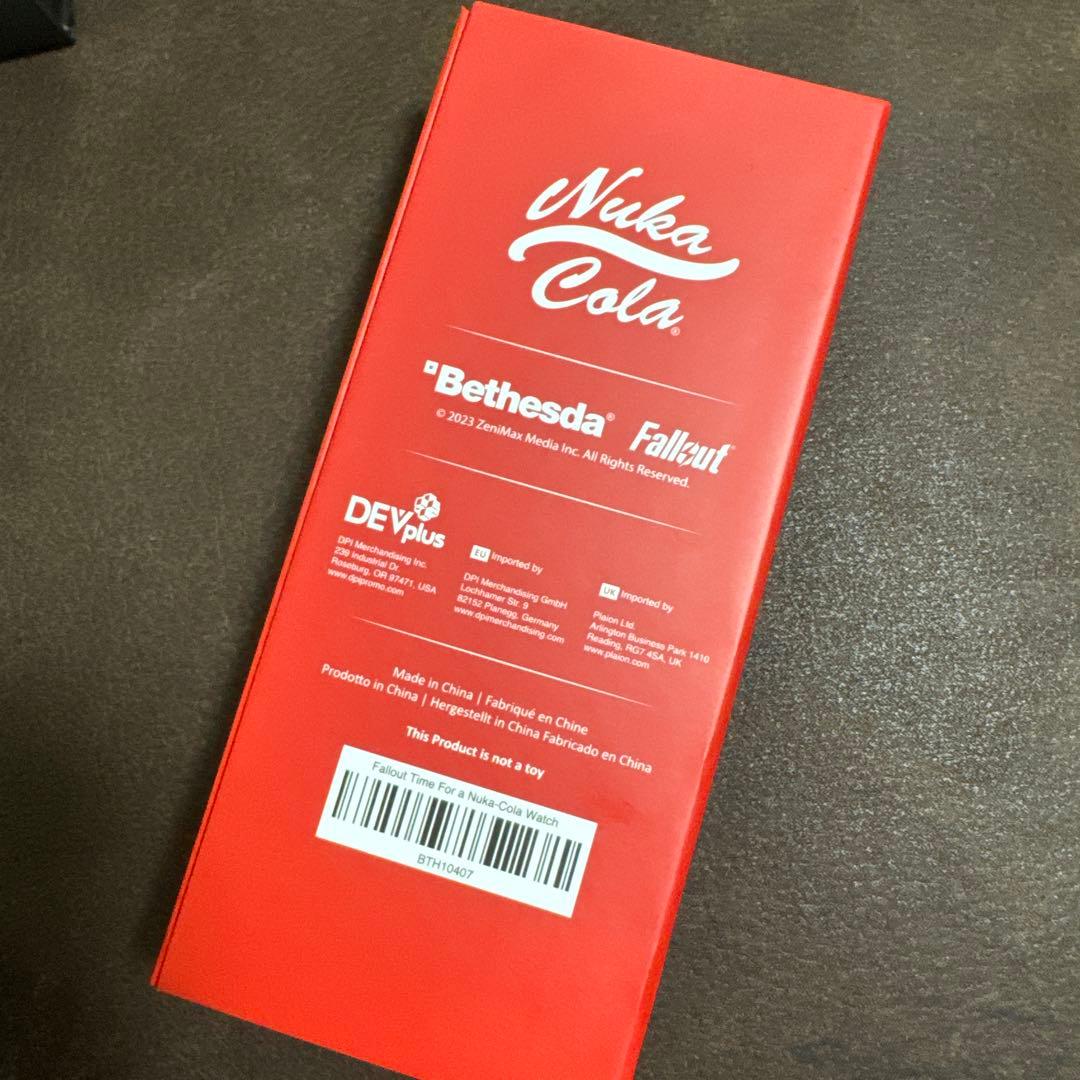 Nuka
Cola®
Bethesda®
Fallout®
© 2023 ZeniMax Media Inc. All Rights Reserved.
DEVplus
DPI Merchandising Inc.
239 Industrial Dr
Roseburg, OR 97471, USA
www.dpipromo.com
EU Imported by
DPI Merchandising GmbH
Lochhamer Str. 9
82152 Planegg, Germany
www.dpimerchandising.com
UK Imported by
Plaion Ltd.
Arlington Business Park 1410
Reading, RG7 4SA, UK
www.plaion.com
Made in China | Fabriqué en Chine
Prodotto in China | Hergestellt in China Fabricado en China
This Product is not a toy
Fallout Time For a Nuka-Cola Watch
BTH10407